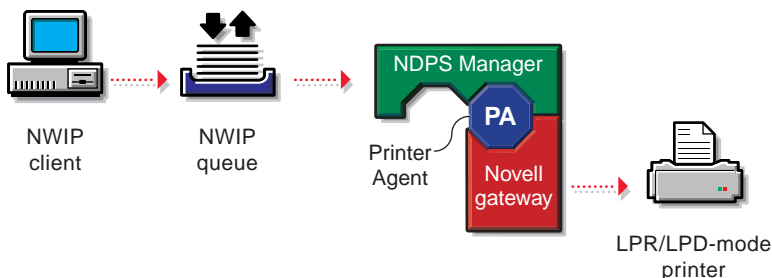 NWIP
client
NWIP
queue
NDPS Manager
PA
Printer
Agent
Novell
gateway
LPR/LPD-mode
printer